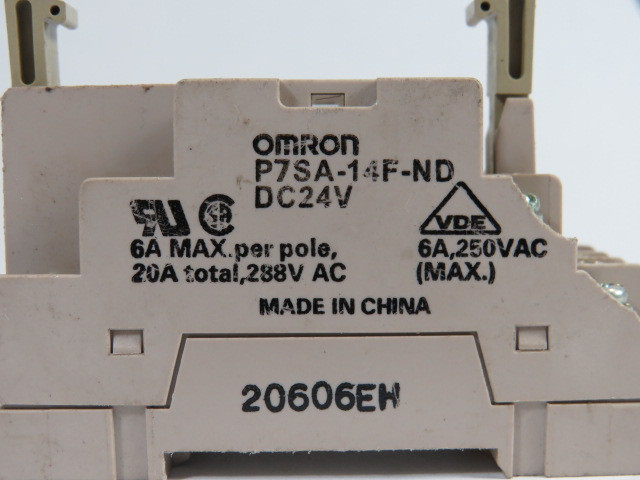 OMRON
P7SA-14F-ND
DC24V
VDE
6A MAX.per pole,
20A total,288V AC
6A,250VAC
(MAX.)
MADE IN CHINA
20606EH